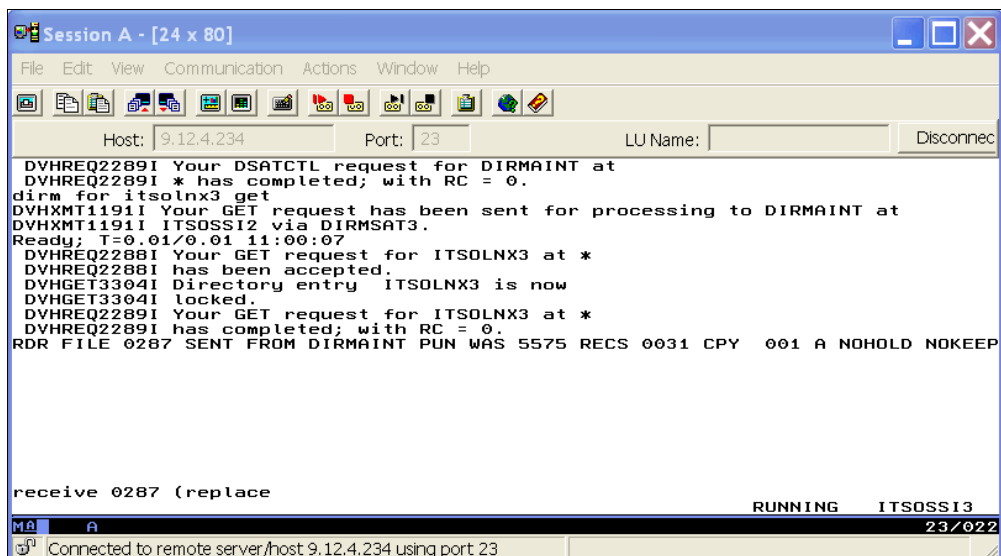 Session A - [24 x 80]
File Edit View Communication Actions Window Help
Host: 9.12.4.234 Port: 23 LU Name: Disconnec
DVHREQ2289I Your DSATCTL request for DIRMAINT at
DVHREQ2289I * has completed; with RC = 0.
dirm for itsolnx3 get
DVHXMT1191I Your GET request has been sent for processing to DIRMAINT at
DVHXMT1191I ITSOSSI2 via DIRMSAT3.
Ready; T=0.01/0.01 11:00:07
DVHREQ2288I Your GET request for ITSOLNX3 at *
DVHREQ2288I has been accepted.
DVHGET3304I Directory entry ITSOLNX3 is now
DVHGET3304I locked.
DVHREQ2289I Your GET request for ITSOLNX3 at *
DVHREQ2289I has completed; with RC = 0.
RDR FILE 0287 SENT FROM DIRMAINT PUN WAS 5575 RECS 0031 CPY 001 A NOHOLD NOKEEP
receive 0287 (replace
RUNNING ITSOSSI3
MA A 23/022
Connected to remote server/host 9.12.4.234 using port 23